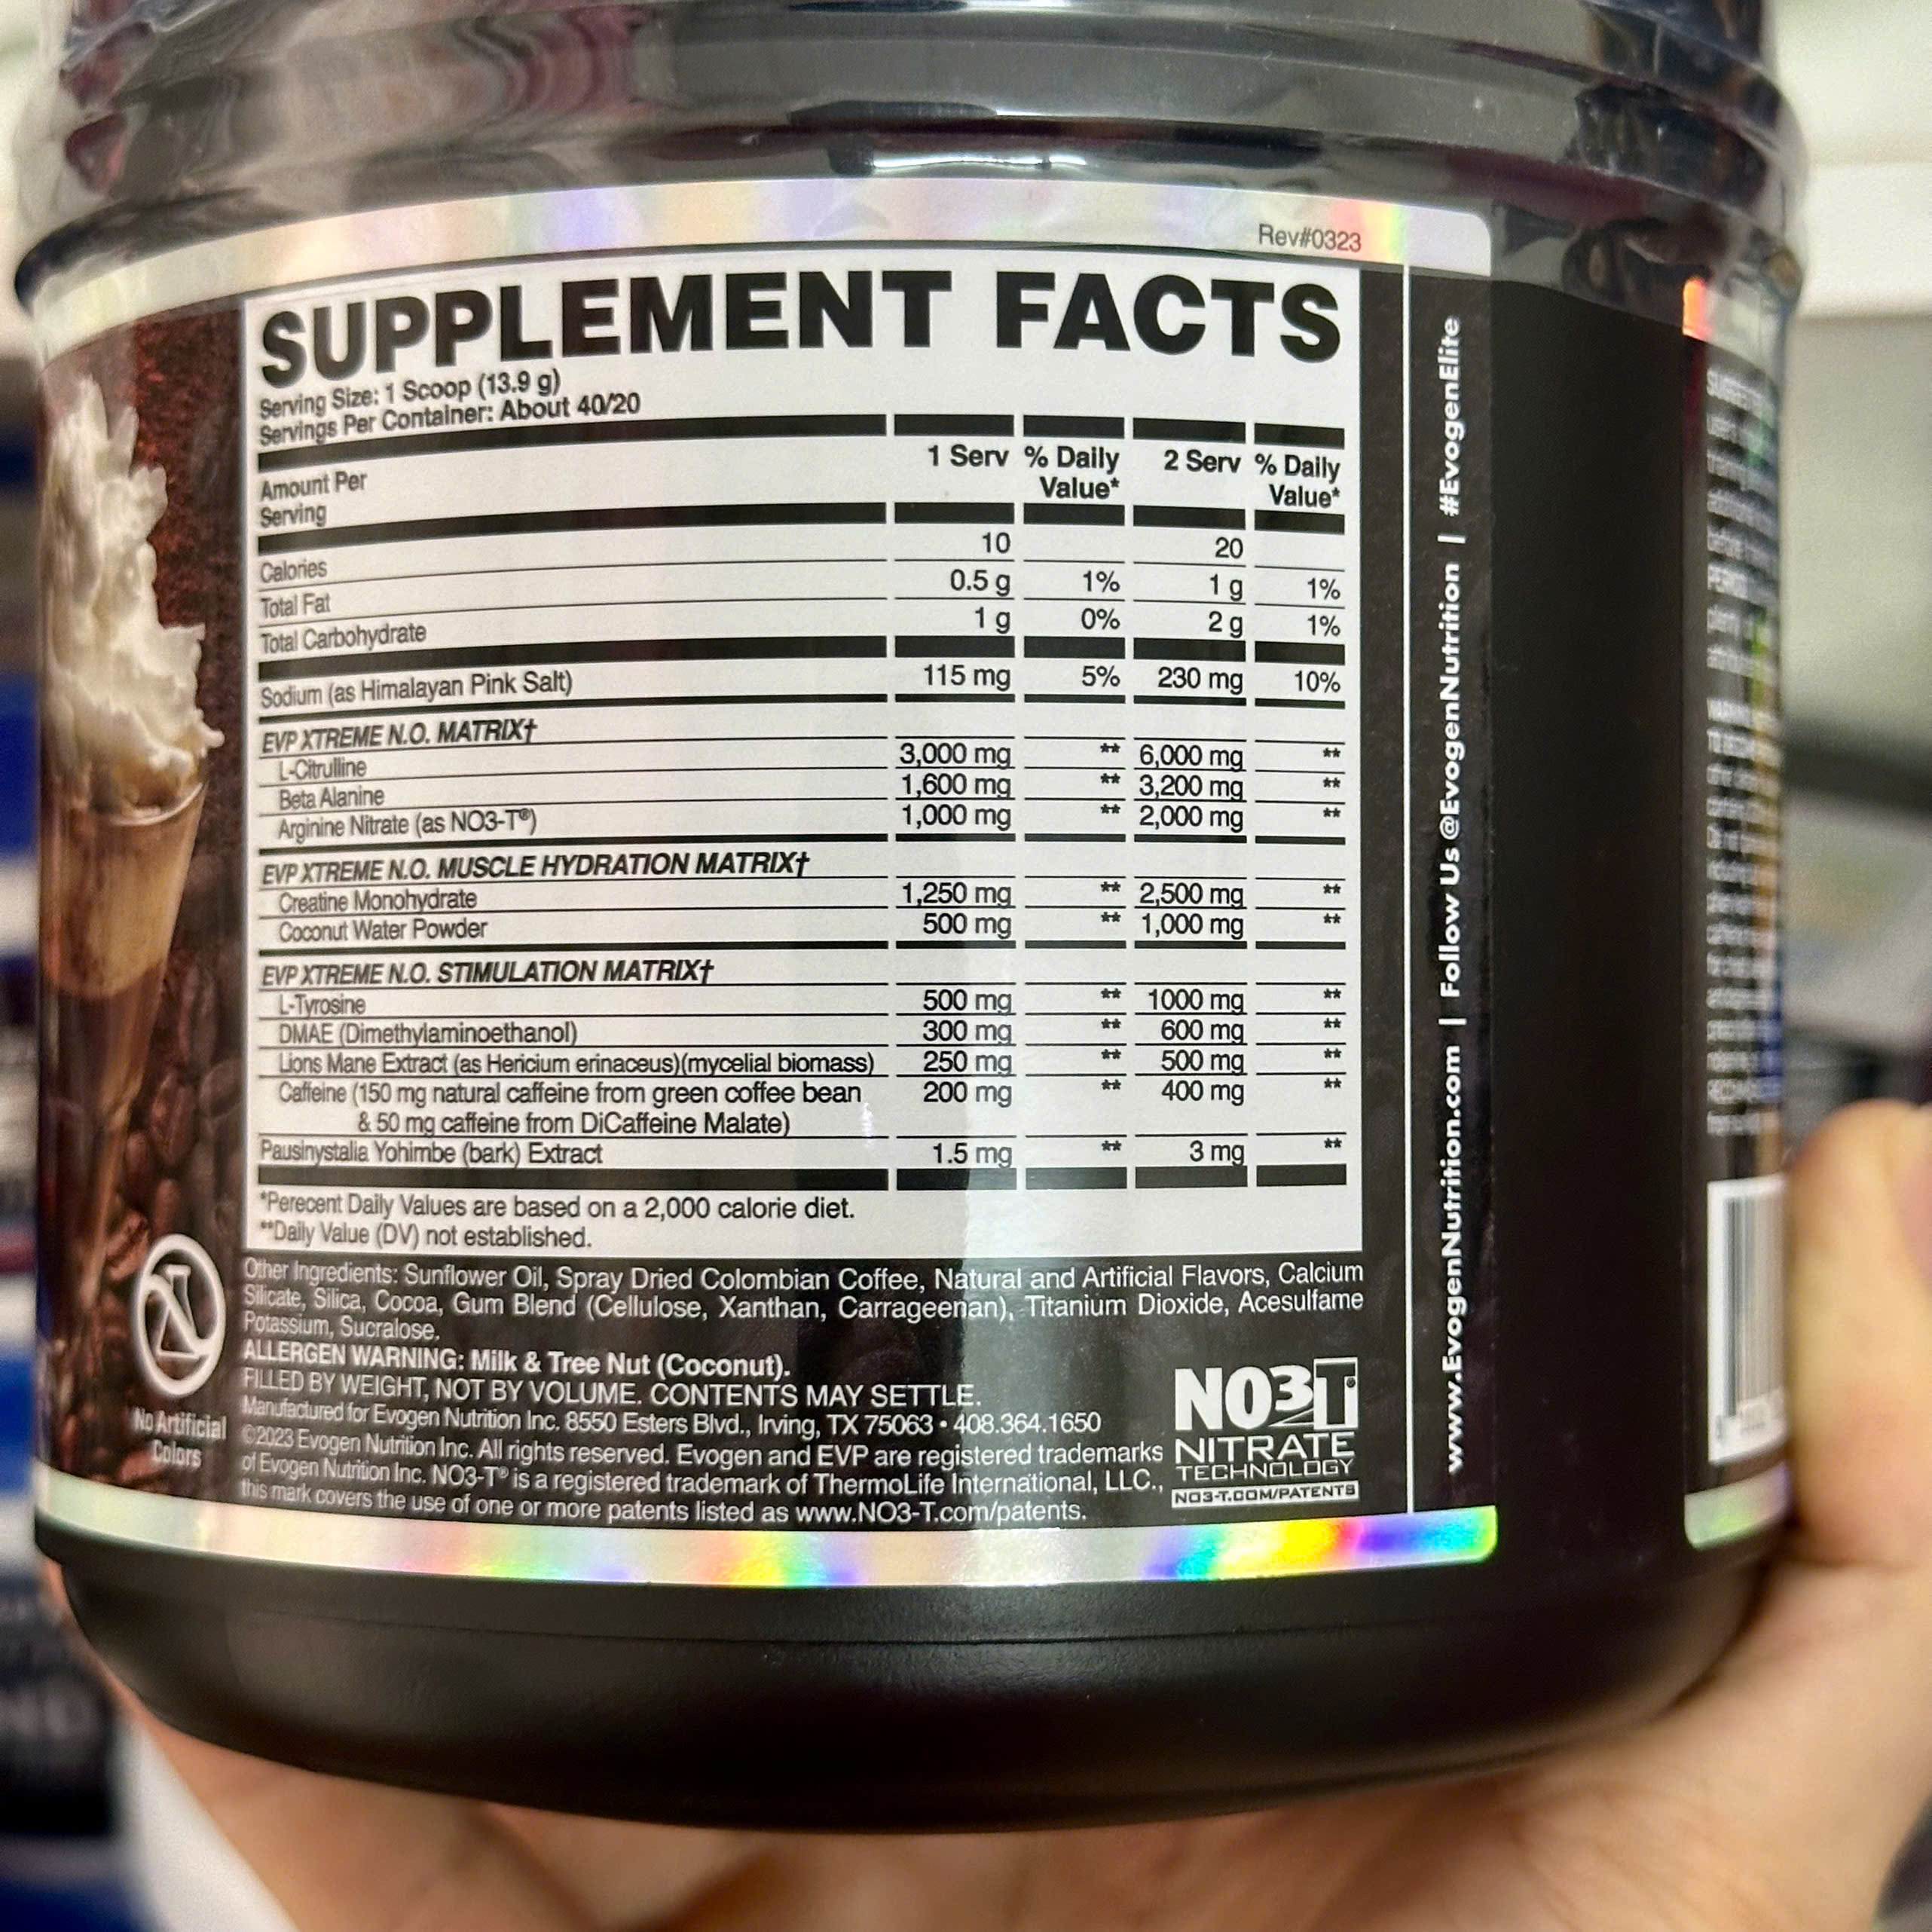 Rev#0323
SUPPLEMENT FACTS
Serving Size: 1 Scoop (13.9 g)
Servings Per Container: About 40/20
Amount Per Serving 1 Serv % Daily Value* 2 Serv % Daily Value*
Calories 10 20
Total Fat 0.5 g 1% 1 g 1%
Total Carbohydrate 1 g 0% 2 g 1%
Sodium (as Himalayan Pink Salt) 115 mg 5% 230 mg 10%
EVP XTREME N.O. MATRIX†
L-Citrulline 3,000 mg ** 6,000 mg **
Beta Alanine 1,600 mg ** 3,200 mg **
Arginine Nitrate (as NO3-T®) 1,000 mg ** 2,000 mg **
EVP XTREME N.O. MUSCLE HYDRATION MATRIX†
Creatine Monohydrate 1,250 mg ** 2,500 mg **
Coconut Water Powder 500 mg ** 1,000 mg **
EVP XTREME N.O. STIMULATION MATRIX†
L-Tyrosine 500 mg ** 1000 mg **
DMAE (Dimethylaminoethanol) 300 mg ** 600 mg **
Lions Mane Extract (as Hericium erinaceus)(mycelial biomass) 250 mg ** 500 mg **
Caffeine (150 mg natural caffeine from green coffee bean 200 mg ** 400 mg **
& 50 mg caffeine from DiCaffeine Malate)
Pausinystalia Yohimbe (bark) Extract 1.5 mg ** 3 mg **
*Perecent Daily Values are based on a 2,000 calorie diet.
**Daily Value (DV) not established.
Other Ingredients: Sunflower Oil, Spray Dried Colombian Coffee, Natural and Artificial Flavors, Calcium
Silicate, Silica, Cocoa, Gum Blend (Cellulose, Xanthan, Carrageenan), Titanium Dioxide, Acesulfame
Potassium, Sucralose.
ALLERGEN WARNING: Milk & Tree Nut (Coconut).
FILLED BY WEIGHT, NOT BY VOLUME. CONTENTS MAY SETTLE.
Manufactured for Evogen Nutrition Inc. 8550 Esters Blvd., Irving, TX 75063 • 408.364.1650
©2023 Evogen Nutrition Inc. All rights reserved. Evogen and EVP are registered trademarks
of Evogen Nutrition Inc. NO3-T® is a registered trademark of ThermoLife International, LLC.,
this mark covers the use of one or more patents listed as www.NO3-T.com/patents.
No Artificial
Colors
NO3T®
NITRATE
TECHNOLOGY
NO3-T.COM/PATENTS
www.EvogenNutrition.com | Follow Us @EvogenNutrition | #EvogenElite